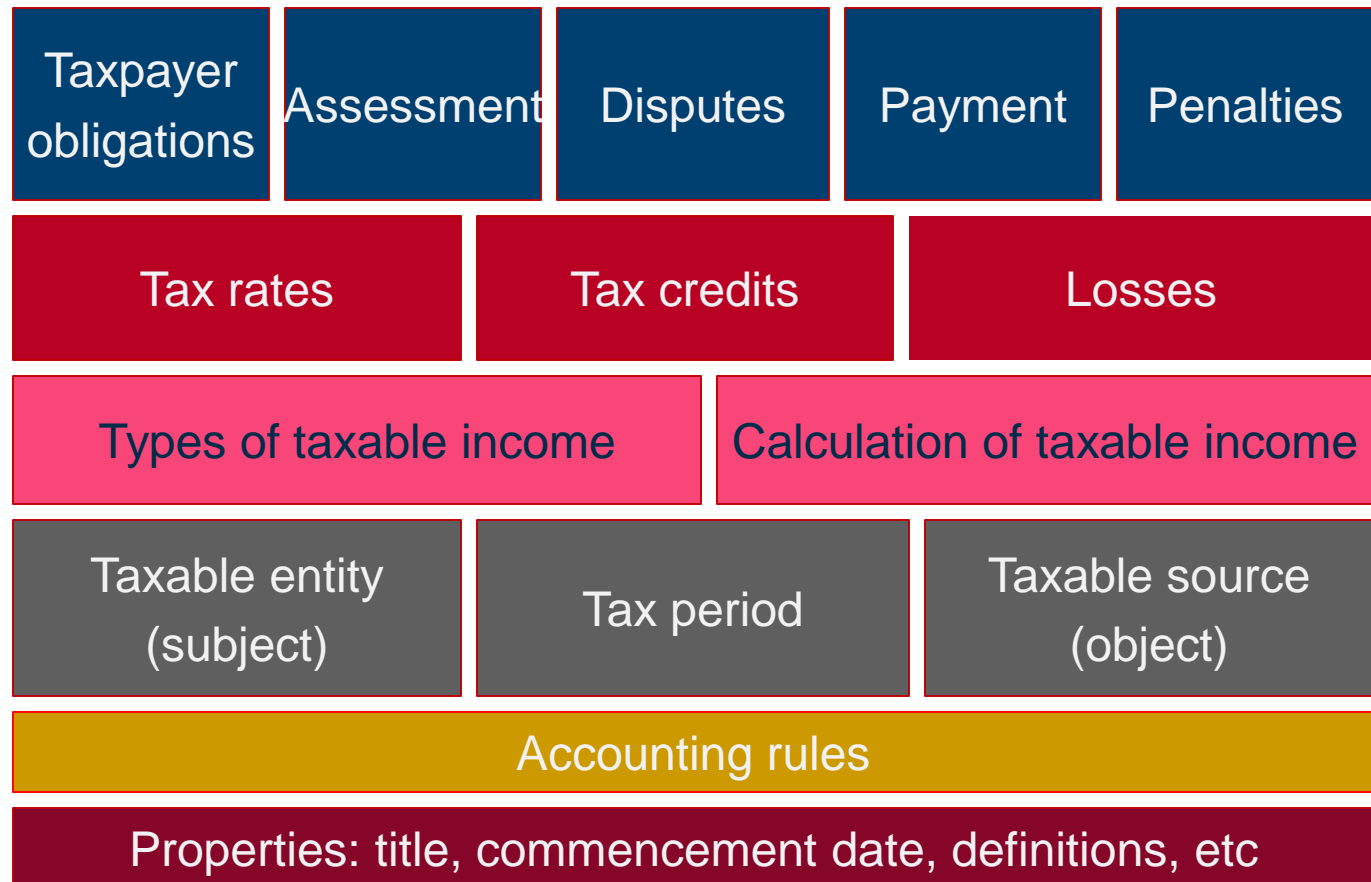 Taxpayer
obligations
Assessment
Disputes
Payment
Penalties
Tax rates
Tax credits
Losses
Types of taxable income
Calculation of taxable income
Taxable entity
(subject)
Tax period
Taxable source
(object)
Accounting rules
Properties: title, commencement date, definitions, etc